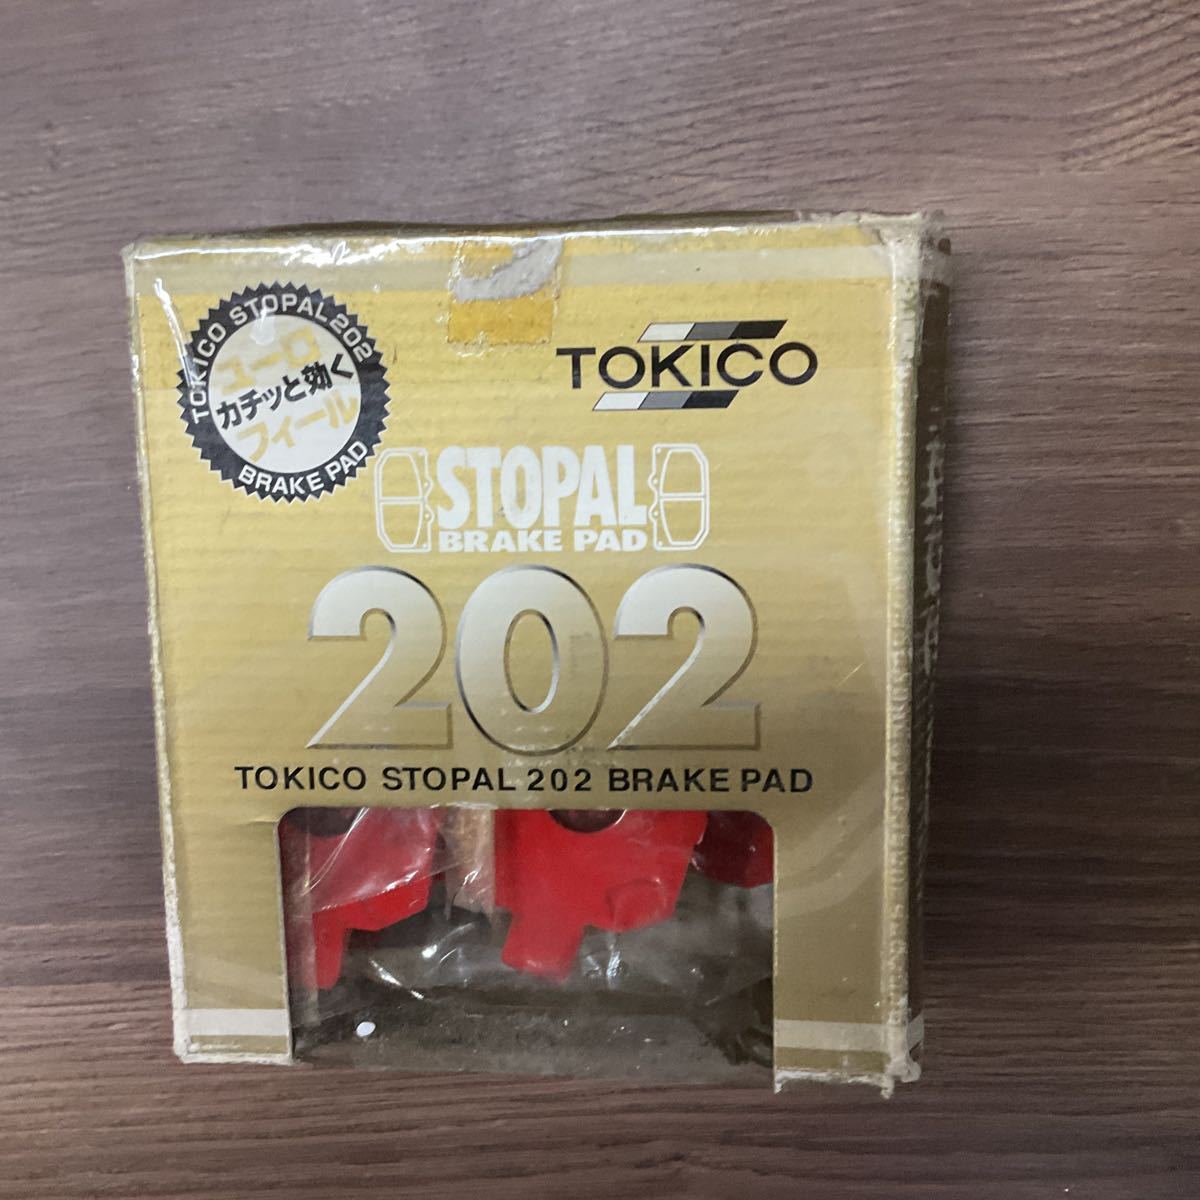 TOKICO STOPAL 202
ユーロ
カチッと効く
フィール
BRAKE PAD
TOKICO
STOPAL
BRAKE PAD
202
TOKICO STOPAL 202 BRAKE PAD